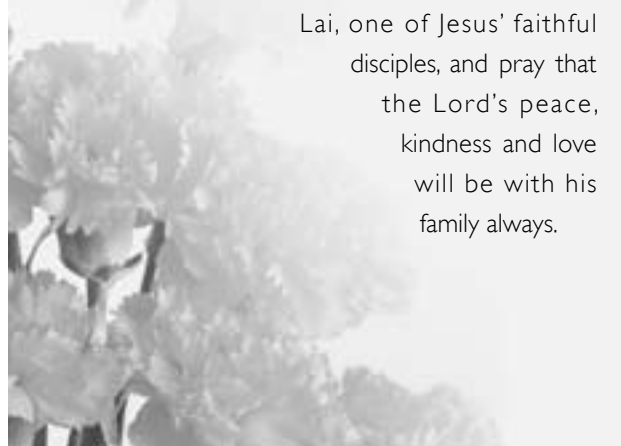 Lai, one of Jesus’ faithful
disciples, and pray that
the Lord’s peace,
kindness and love
will be with his
family always.